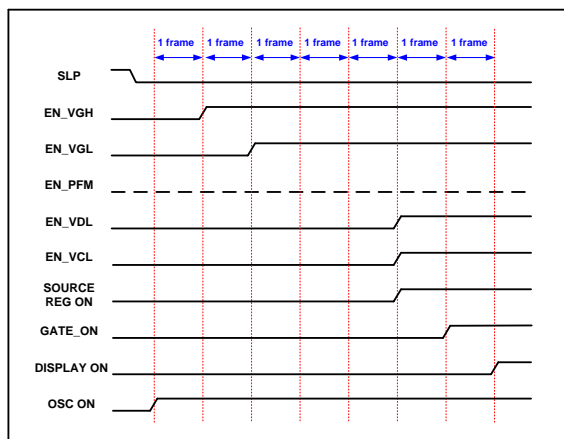 1 frame 1 frame 1 frame 1 frame 1 frame 1 frame 1 frame
SLP
EN_VGH
EN_VGL
EN_PFM
EN_VDL
EN_VCL
SOURCE
REG ON
GATE_ON
DISPLAY ON
OSC ON